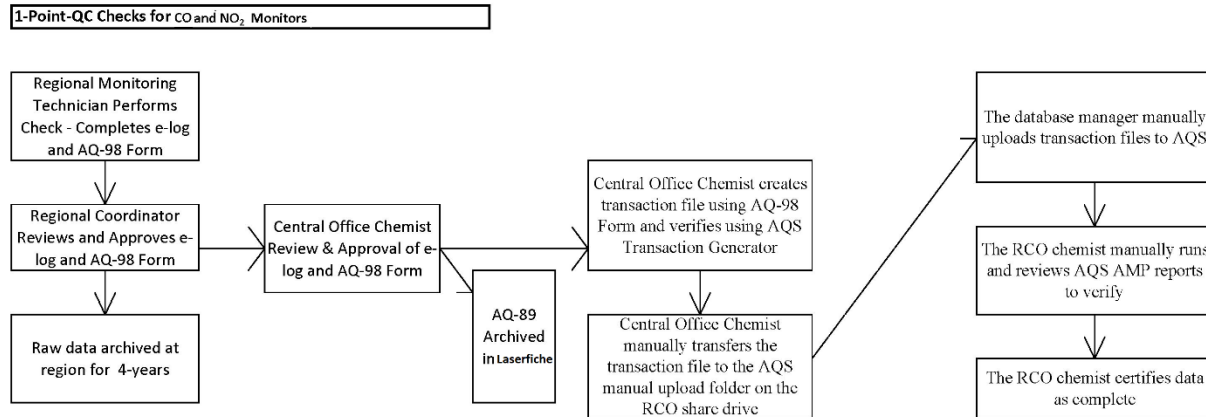 1-Point-QC Checks for CO and NO₂ Monitors
Regional Monitoring
Technician Performs
Check - Completes e-log
and AQ-98 Form
Regional Coordinator
Reviews and Approves e-
log and AQ-98 Form
Raw data archived at
region for 4-years
Central Office Chemist
Review & Approval of e-
log and AQ-98 Form
AQ-89
Archived
in Laserfiche
Central Office Chemist creates
transaction file using AQ-98
Form and verifies using AQS
Transaction Generator
Central Office Chemist
manually transfers the
transaction file to the AQS
manual upload folder on the
RCO share drive
The database manager manually
uploads transaction files to AQS
The RCO chemist manually runs
and reviews AQS AMP reports
to verify
The RCO chemist certifies data
as complete